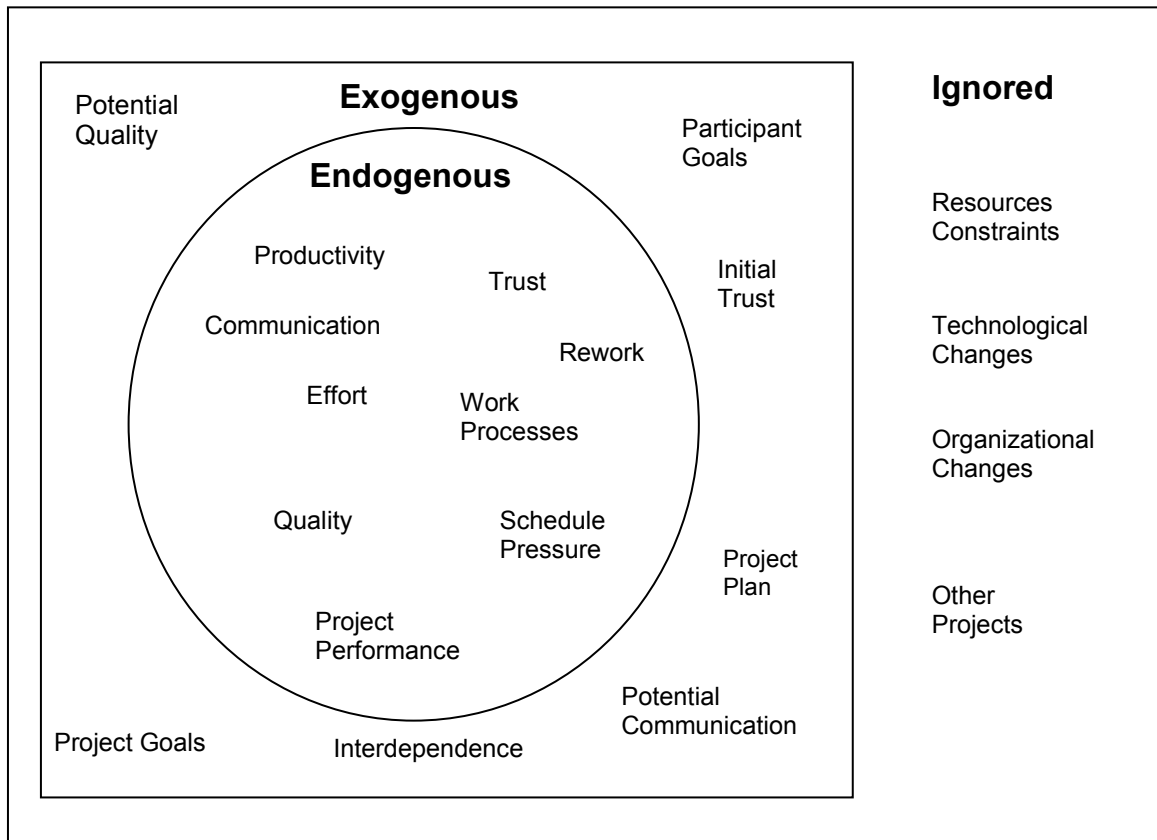 Exogenous
Potential
Quality
Participant
Goals
Initial
Trust
Project
Plan
Potential
Communication
Interdependence
Project Goals
Endogenous
Productivity
Trust
Communication
Rework
Effort
Work
Processes
Quality
Schedule
Pressure
Project
Performance
Ignored
Resources
Constraints
Technological
Changes
Organizational
Changes
Other
Projects